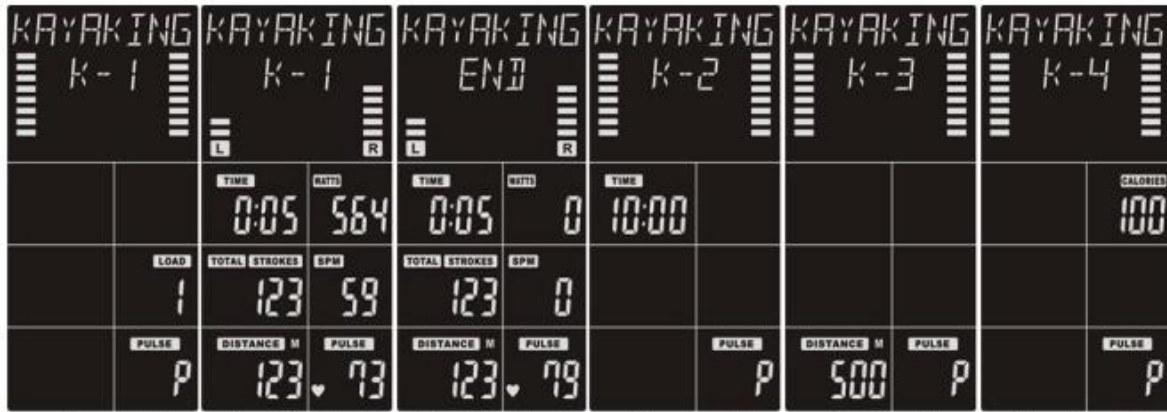 KAYAKING KAYAKING KAYAKING KAYAKING KAYAKING KAYAKING
K-1 K-1 END K-2 K-3 K-4
L R L R
TIME WATTS TIME WATTS TIME CALORIES
0:05 564 0:05 0 10:00 100
LOAD TOTAL STROKES SPM TOTAL STROKES SPM
1 123 59 123 0
PULSE DISTANCE M PULSE DISTANCE M PULSE PULSE DISTANCE M PULSE PULSE
P 123 73 123 79 P 500 P P